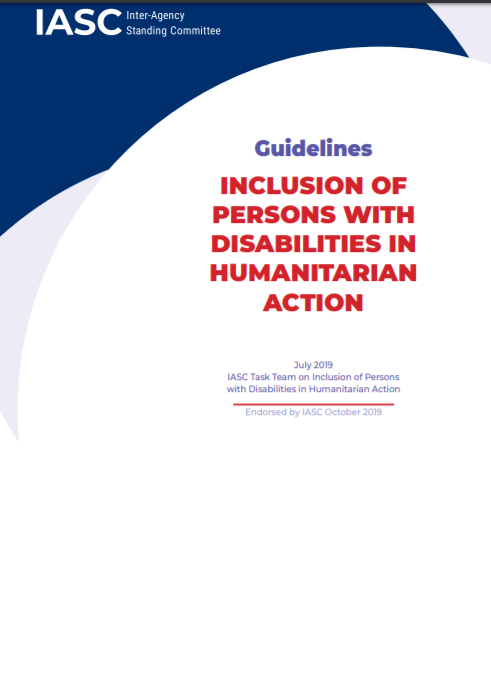 IASC Inter-Agency
Standing Committee
Guidelines
INCLUSION OF
PERSONS WITH
DISABILITIES IN
HUMANITARIAN
ACTION
July 2019
IASC Task Team on Inclusion of Persons
with Disabilities in Humanitarian Action
Endorsed by IASC October 2019